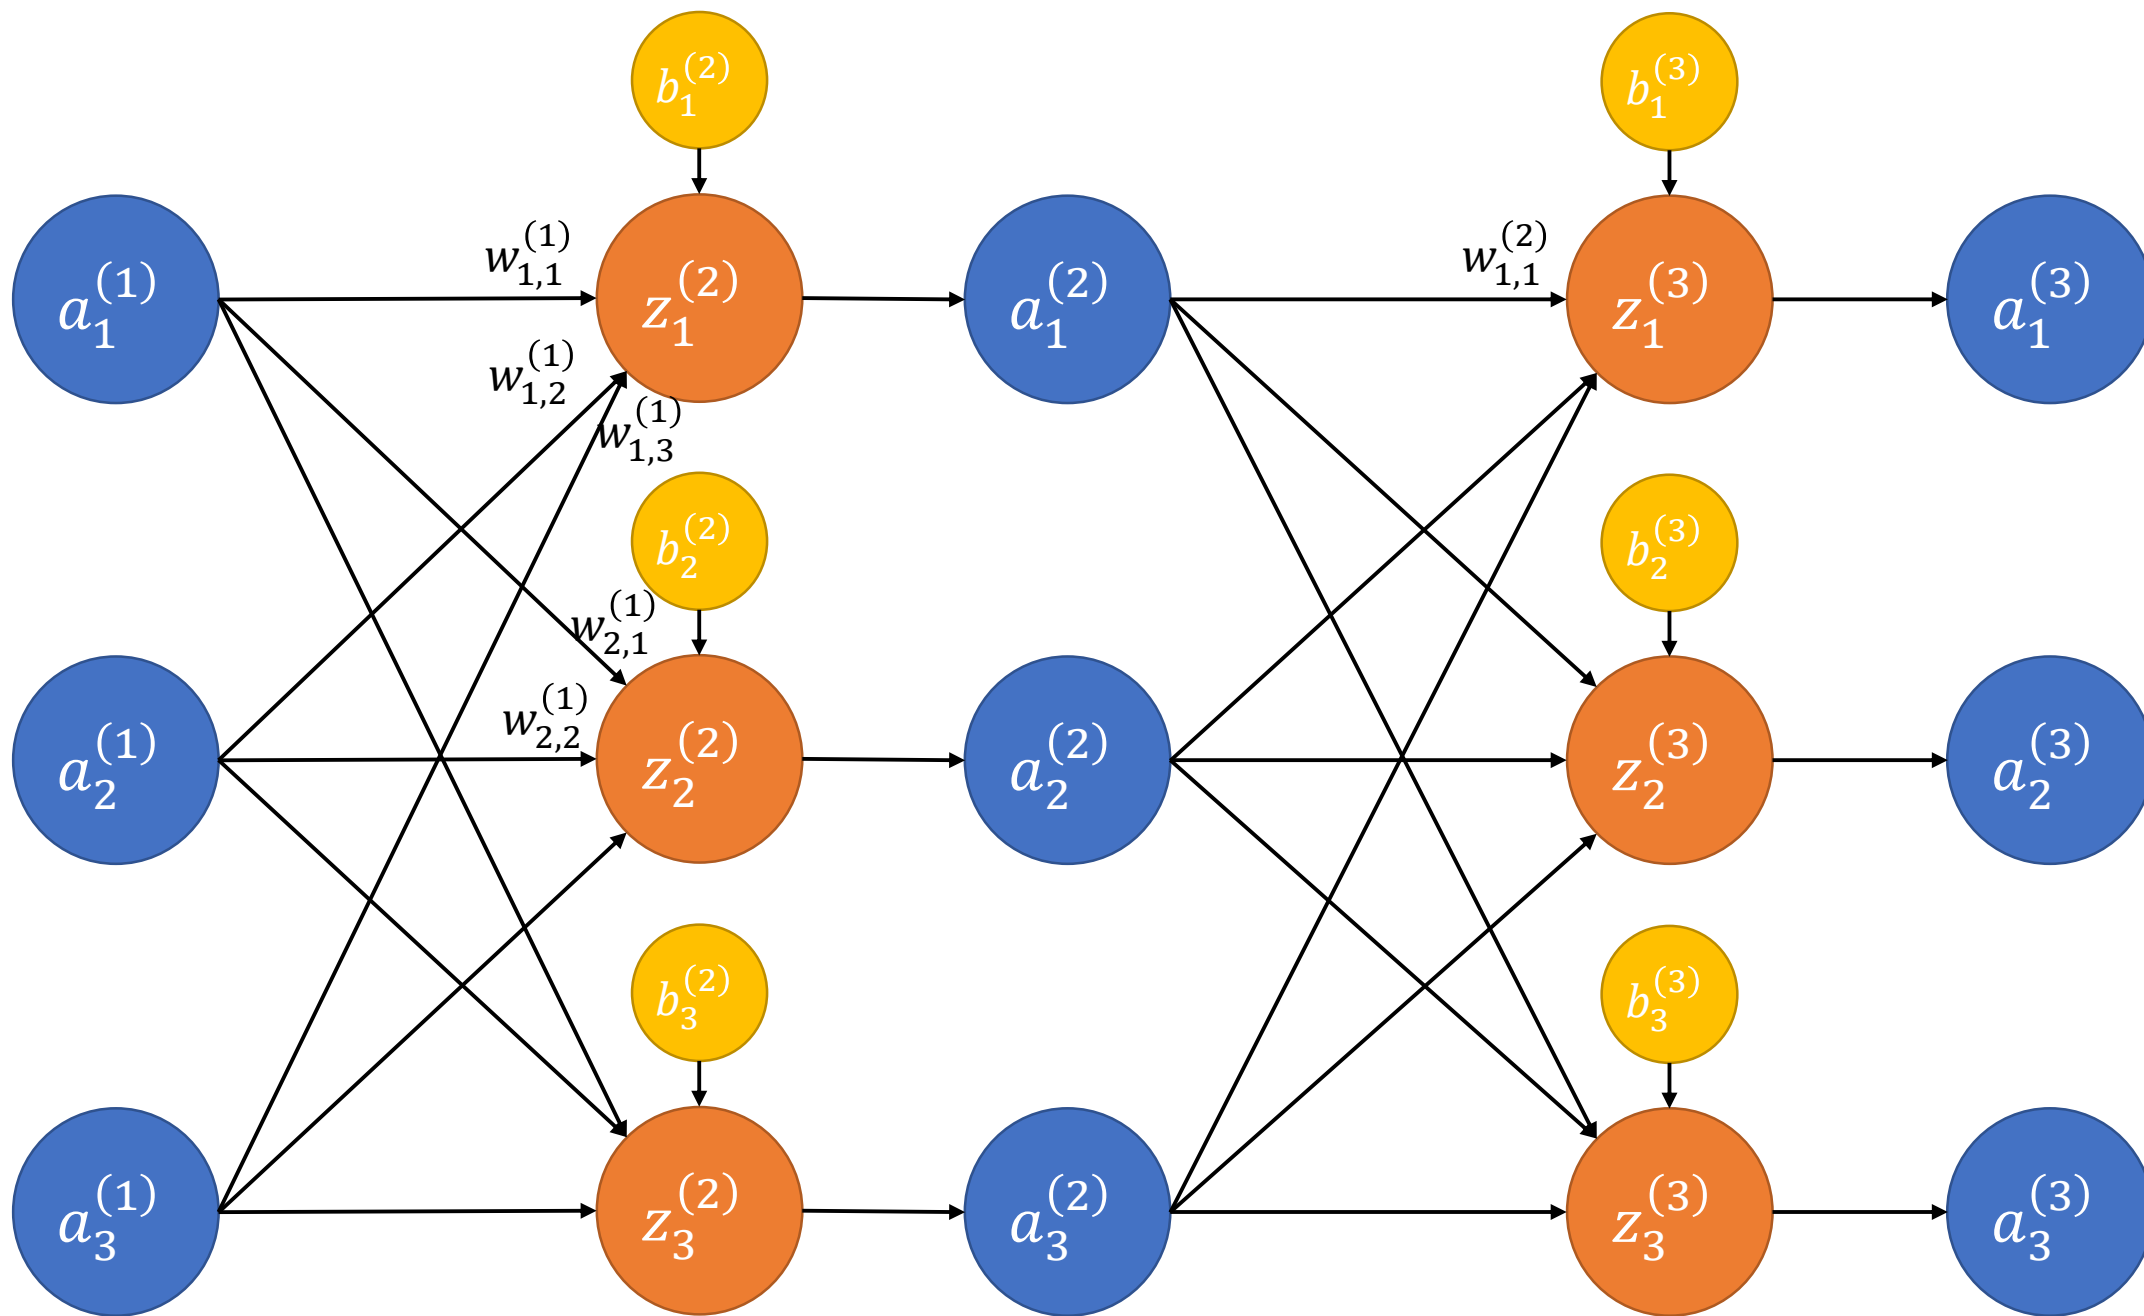 b_1^{(2)} b_1^{(3)}
w_{1,1}^{(1)} w_{1,1}^{(2)}
a_1^{(1)} z_1^{(2)} a_1^{(2)} z_1^{(3)} a_1^{(3)}
w_{1,2}^{(1)}
w_{1,3}^{(1)}
b_2^{(2)} b_2^{(3)}
w_{2,1}^{(1)}
w_{2,2}^{(1)}
a_2^{(1)} z_2^{(2)} a_2^{(2)} z_2^{(3)} a_2^{(3)}
b_3^{(2)} b_3^{(3)}
a_3^{(1)} z_3^{(2)} a_3^{(2)} z_3^{(3)} a_3^{(3)}